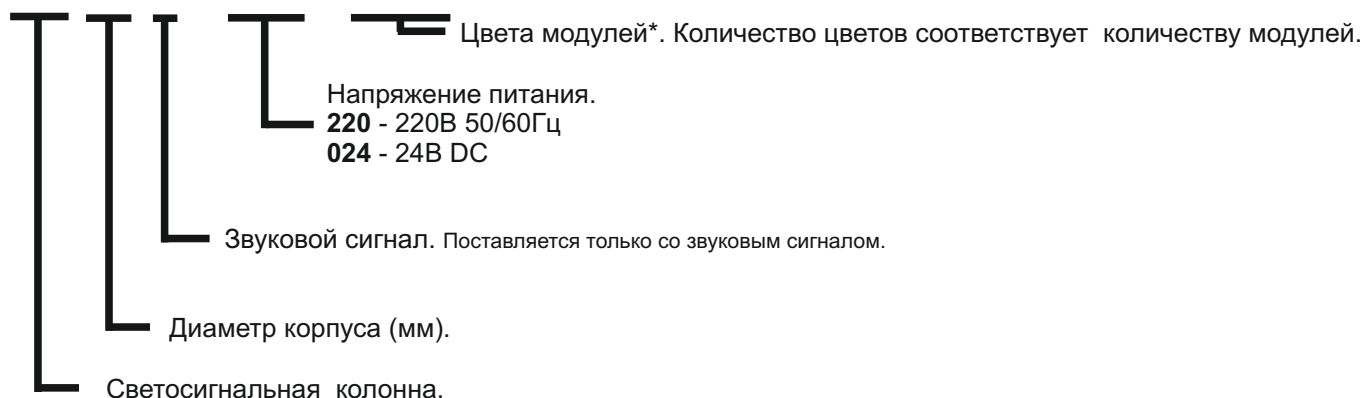 Цвета модулей*. Количество цветов соответствует количеству модулей.
Напряжение питания.
220 - 220В 50/60Гц
024 - 24В DC
Звуковой сигнал. Поставляется только со звуковым сигналом.
Диаметр корпуса (мм).
Светосигнальная колонна.